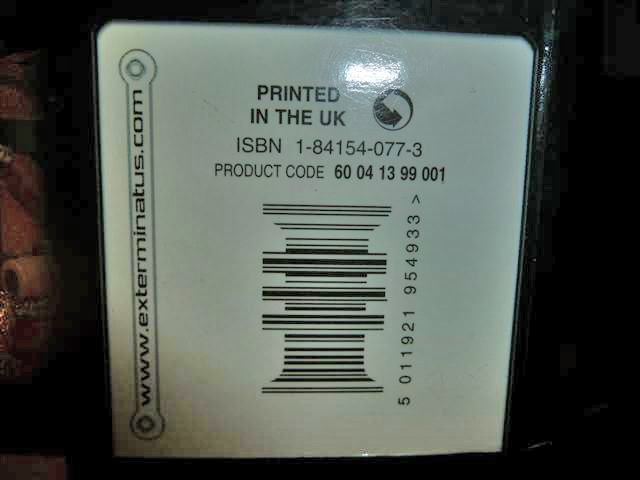 PRINTED
IN THE UK
ISBN 1-84154-077-3
PRODUCT CODE 60 04 13 99 001
www.exterminatus.com
5 011921 954933 >